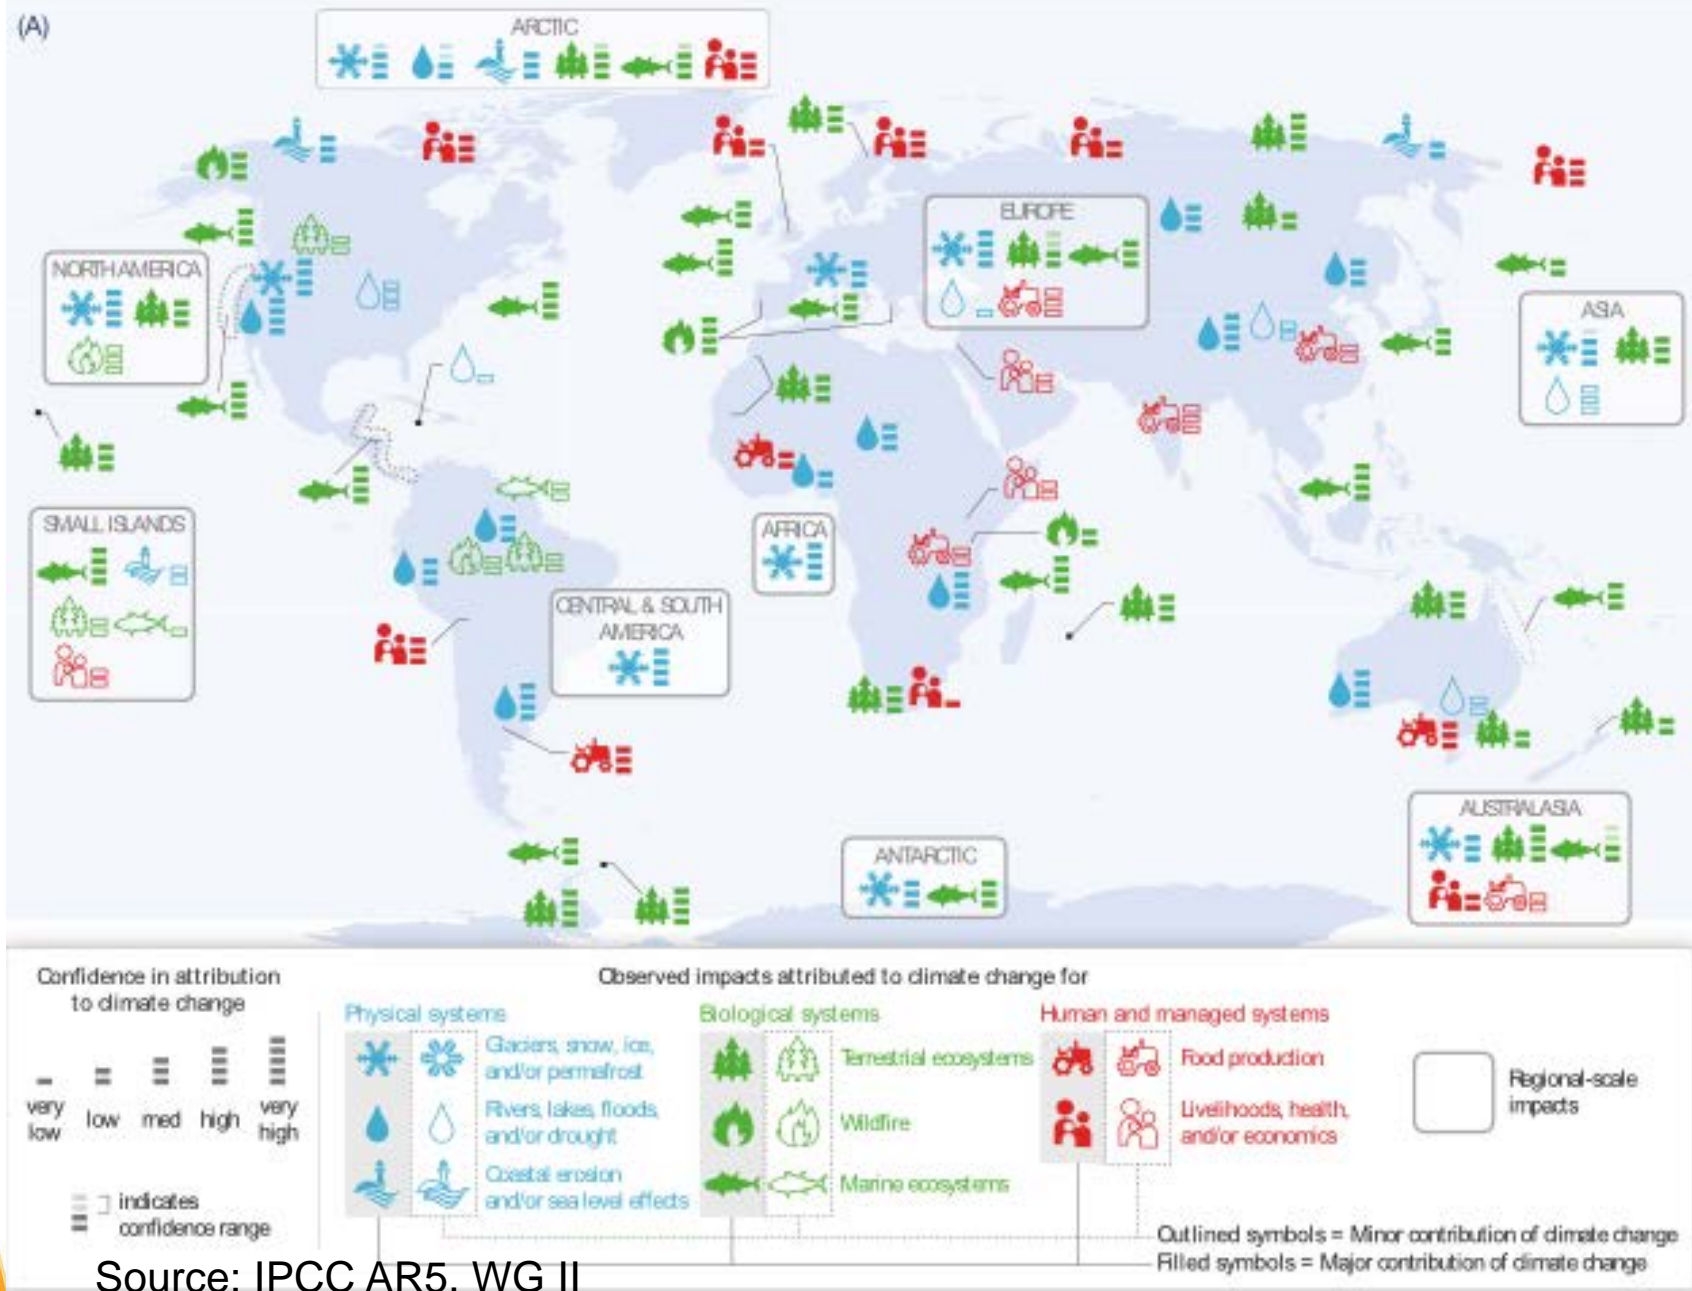 (A)
ARCTIC
EUROPE
NORTH AMERICA
ASIA
SMALL ISLANDS
AFRICA
CENTRAL & SOUTH
AMERICA
AUSTRALASIA
ANTARCTIC
Confidence in attribution
to climate change
very
low
low
med
high
very
high
indicates
confidence range
Observed impacts attributed to climate change for
Physical systems
Glaciers, snow, ice,
and/or permafrost
Rivers, lakes, floods,
and/or drought
Coastal erosion
and/or sea level effects
Biological systems
Terrestrial ecosystems
Wildfire
Marine ecosystems
Human and managed systems
Food production
Livelihoods, health,
and/or economics
Regional-scale
impacts
Outlined symbols = Minor contribution of climate change
Filled symbols = Major contribution of climate change
Source: IPCC AR5, WG II